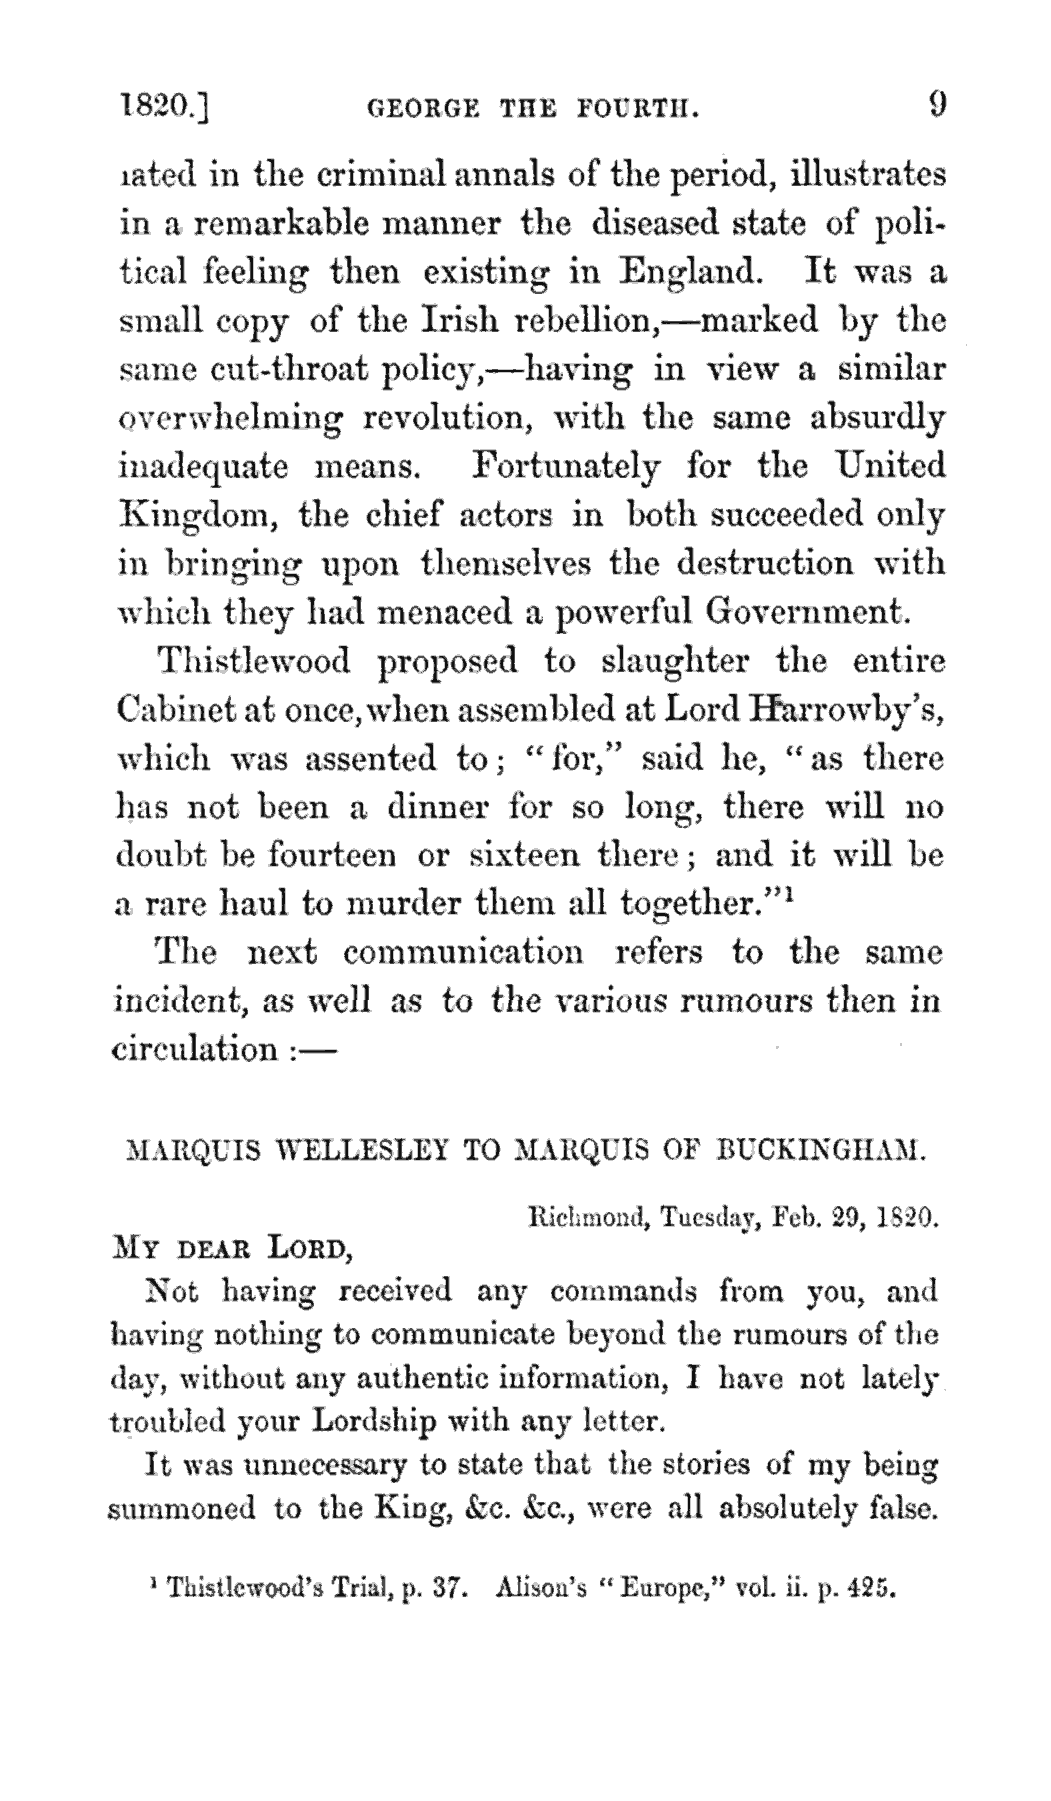 1820.] GEORGE THE FOURTH. 9
iated in the criminal annals of the period, illustrates
in a remarkable manner the diseased state of poli-
tical feeling then existing in England. It was a
small copy of the Irish rebellion,—marked by the
same cut-throat policy,—having in view a similar
overwhelming revolution, with the same absurdly
inadequate means. Fortunately for the United
Kingdom, the chief actors in both succeeded only
in bringing upon themselves the destruction with
which they had menaced a powerful Government.
Thistlewood proposed to slaughter the entire
Cabinet at once, when assembled at Lord Harrowby's,
which was assented to; "for," said he, "as there
has not been a dinner for so long, there will no
doubt be fourteen or sixteen there; and it will be
a rare haul to murder them all together."¹
The next communication refers to the same
incident, as well as to the various rumours then in
circulation:—
MARQUIS WELLESLEY TO MARQUIS OF BUCKINGHAM.
Richmond, Tuesday, Feb. 29, 1820.
MY DEAR LORD,
Not having received any commands from you, and
having nothing to communicate beyond the rumours of the
day, without any authentic information, I have not lately
troubled your Lordship with any letter.
It was unnecessary to state that the stories of my being
summoned to the King, &c. &c., were all absolutely false.
¹ Thistlewood's Trial, p. 37. Alison's "Europe," vol. ii. p. 425.